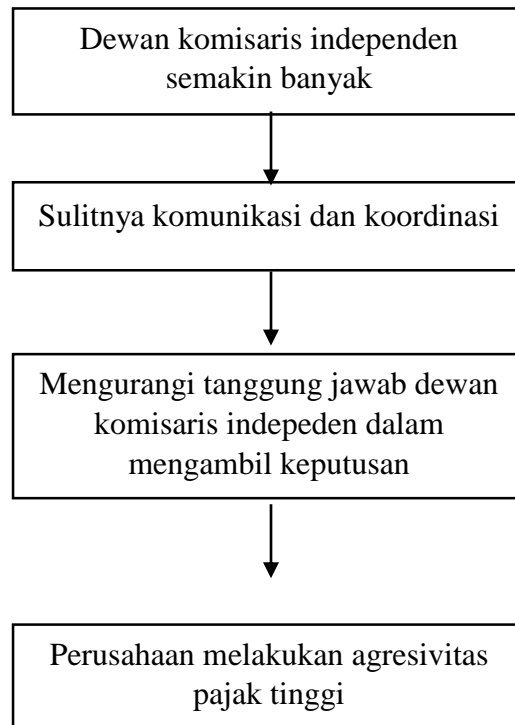 Dewan komisaris independen
semakin banyak
Sulitnya komunikasi dan koordinasi
Mengurangi tanggung jawab dewan
komisaris indepeden dalam
mengambil keputusan
Perusahaan melakukan agresivitas
pajak tinggi